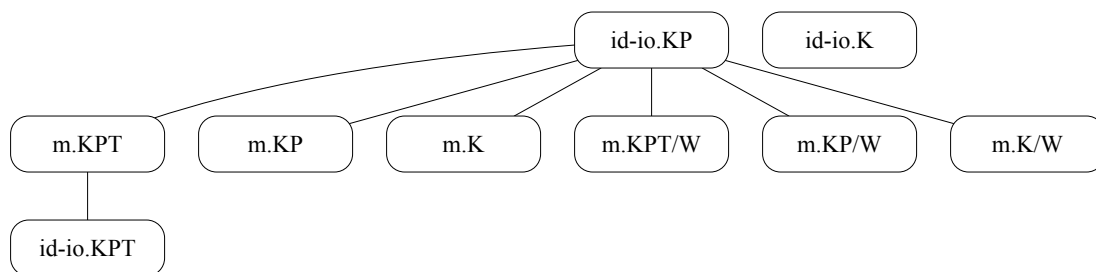 id-io.KP id-io.K
m.KPT m.KP m.K m.KPT/W m.KP/W m.K/W
id-io.KPT